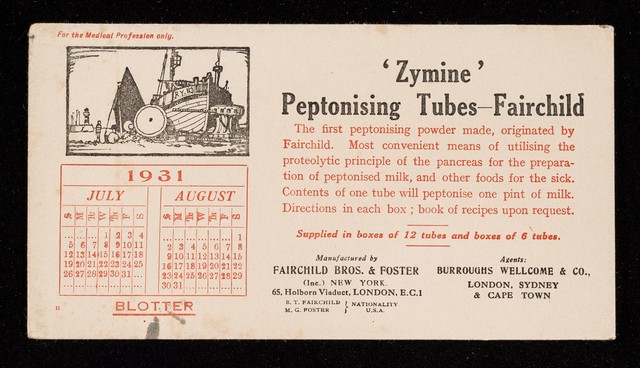 For the Medical Profession only.
1931
JULY AUGUST
S M Tu W Th F S S M Tu W Th F S
... ... ... 1 2 3 4 ... ... ... ... ... ... 1
5 6 7 8 9 10 11 2 3 4 5 6 7 8
12 13 14 15 16 17 18 9 10 11 12 13 14 15
19 20 21 22 23 24 25 16 17 18 19 20 21 22
26 27 28 29 30 31 ... 23 24 25 26 27 28 29
30 31 ... ... ... ... ...
BLOTTER
'Zymine'
Peptonising Tubes—Fairchild
The first peptonising powder made, originated by
Fairchild. Most convenient means of utilising the
proteolytic principle of the pancreas for the prepara-
tion of peptonised milk, and other foods for the sick.
Contents of one tube will peptonise one pint of milk.
Directions in each box ; book of recipes upon request.
Supplied in boxes of 12 tubes and boxes of 6 tubes.
Manufactured by
FAIRCHILD BROS. & FOSTER
(Inc.) NEW YORK
65, Holborn Viaduct, LONDON, E.C.1
B. T. FAIRCHILD } NATIONALITY
M. G. FOSTER } U.S.A.
Agents:
BURROUGHS WELLCOME & CO.,
LONDON, SYDNEY
& CAPE TOWN